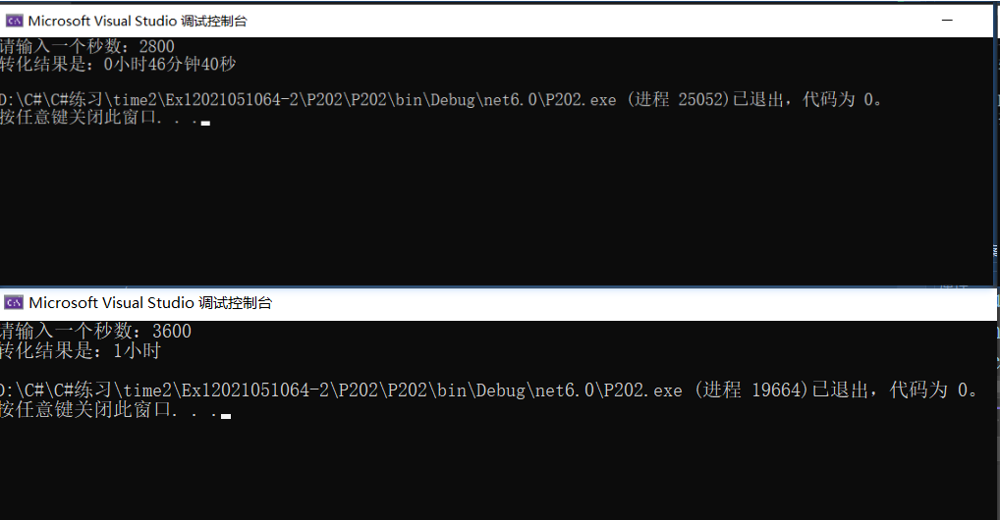 Microsoft Visual Studio 调试控制台
请输入一个秒数：2800
转化结果是：0小时46分钟40秒
D:\C#\C#练习\time2\Ex12021051064-2\P202\P202\bin\Debug\net6.0\P202.exe (进程 25052)已退出，代码为 0。
按任意键关闭此窗口. . .
Microsoft Visual Studio 调试控制台
请输入一个秒数：3600
转化结果是：1小时
D:\C#\C#练习\time2\Ex12021051064-2\P202\P202\bin\Debug\net6.0\P202.exe (进程 19664)已退出，代码为 0。
按任意键关闭此窗口. . .